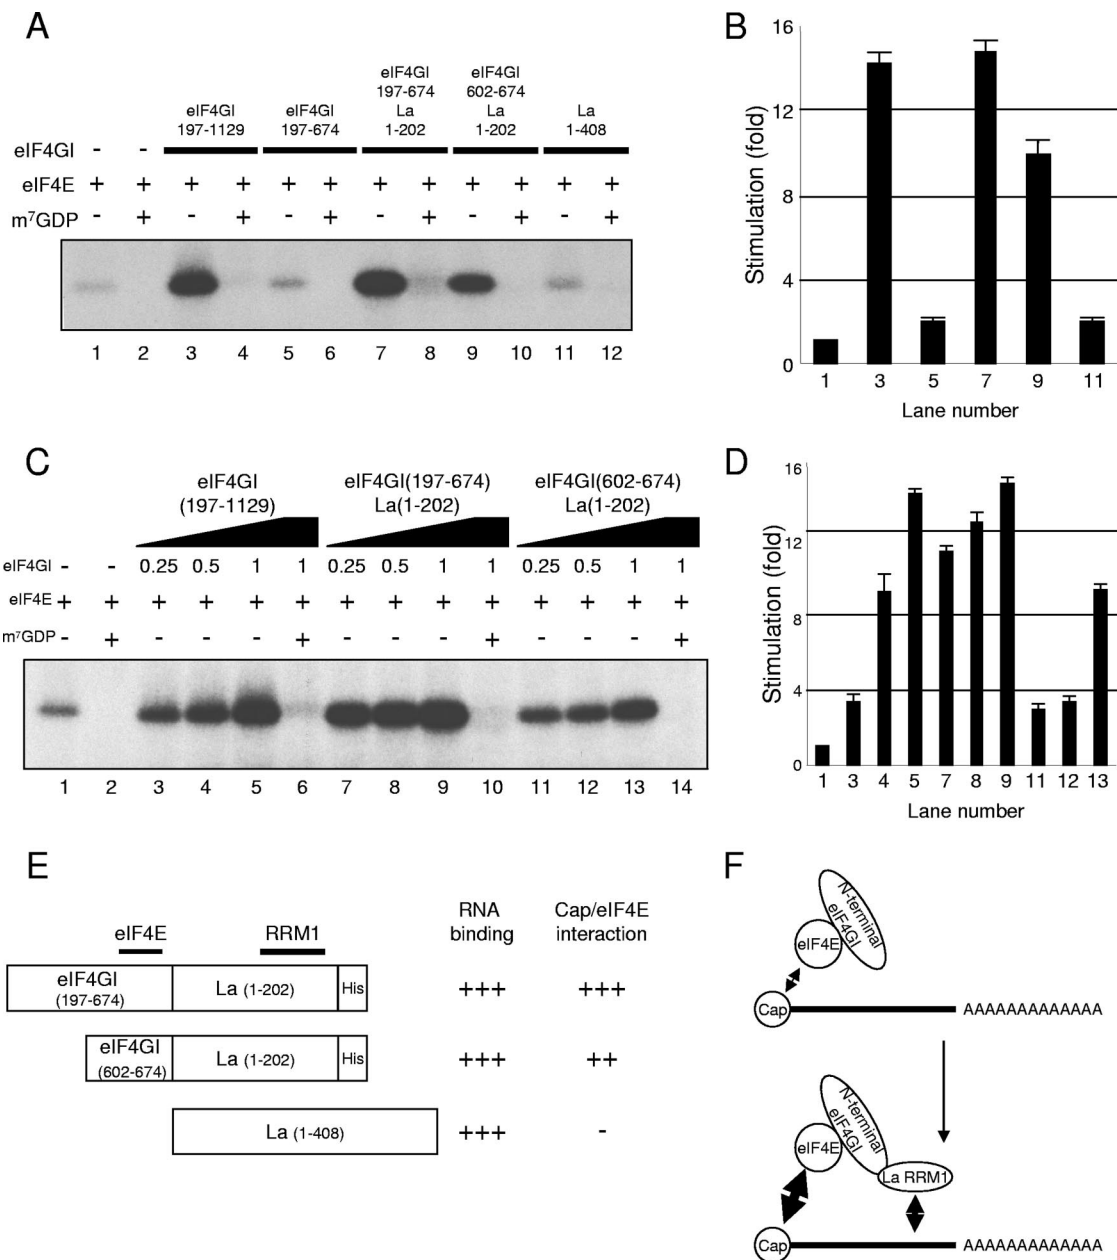 A
eIF4GI
197-1129
eIF4GI
197-674
eIF4GI
197-674
La
1-202
eIF4GI
602-674
La
1-202
La
1-408
eIF4GI - -
eIF4E + + + + + + + + + + + +
m7GDP - + - + - + - + - + - +
1 2 3 4 5 6 7 8 9 10 11 12
B
Stimulation (fold)
16
12
8
4
0
1 3 5 7 9 11
Lane number
C
eIF4GI
(197-1129)
eIF4GI(197-674)
La(1-202)
eIF4GI(602-674)
La(1-202)
eIF4GI - - 0.25 0.5 1 1 0.25 0.5 1 1 0.25 0.5 1 1
eIF4E + + + + + + + + + + + + + +
m7GDP - + - - - + - - - + - - - +
1 2 3 4 5 6 7 8 9 10 11 12 13 14
D
Stimulation (fold)
16
12
8
4
0
1 3 4 5 7 8 9 11 12 13
Lane number
E
eIF4E RRM1
RNA
binding
Cap/eIF4E
interaction
eIF4GI
(197-674)
La (1-202)
His
+++ +++
eIF4GI
(602-674)
La (1-202)
His
+++ ++
La (1-408)
+++ -
F
N-terminal
eIF4GI
eIF4E
Cap
AAAAAAAAAAAAA
N-terminal
eIF4GI
eIF4E
La RRM1
Cap
AAAAAAAAAAAAA